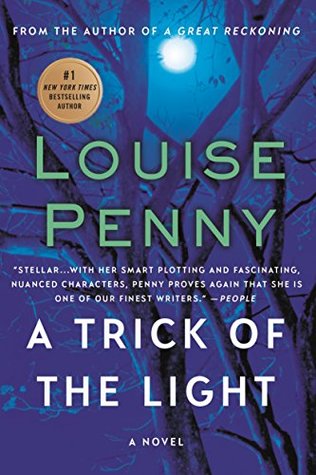 FROM THE AUTHOR OF A GREAT RECKONING
#1
NEW YORK TIMES
BESTSELLING
AUTHOR
LOUISE
PENNY
"STELLAR...WITH HER SMART PLOTTING AND FASCINATING,
NUANCED CHARACTERS, PENNY PROVES AGAIN THAT SHE IS
ONE OF OUR FINEST WRITERS." —PEOPLE
A TRICK OF
THE LIGHT
A NOVEL